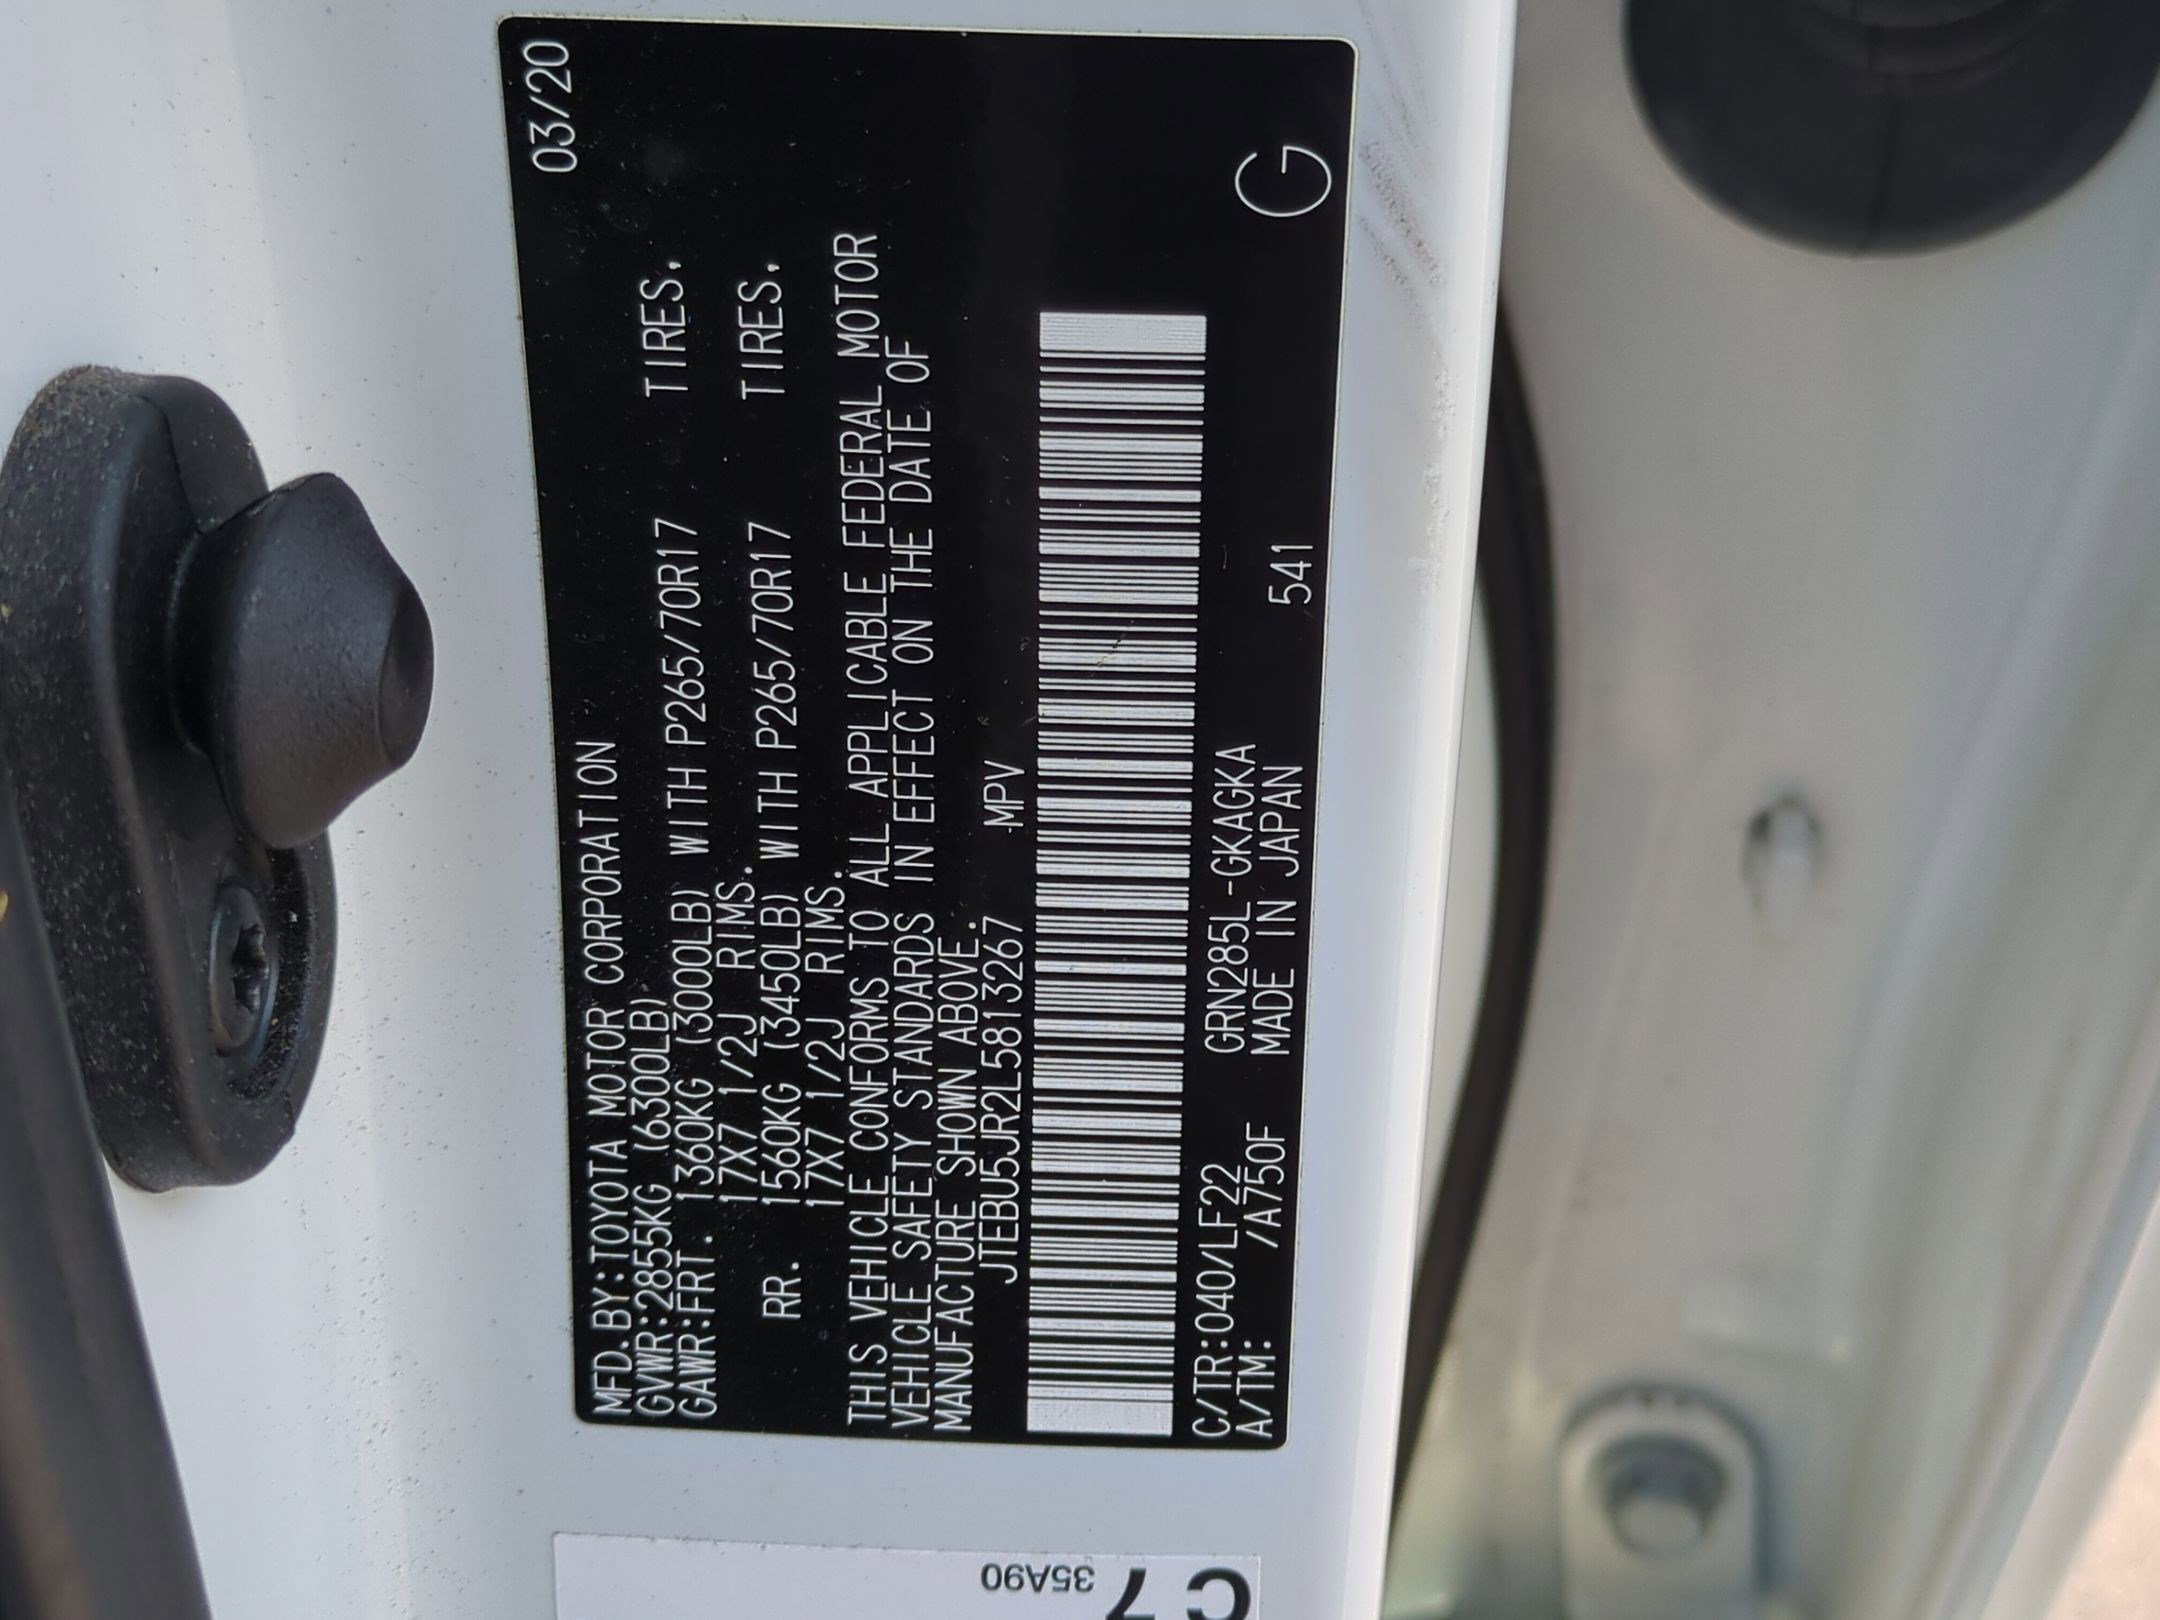 MFD.BY:TOYOTA MOTOR CORPORATION 03/20
GVWR:2855KG (6300LB)
GAWR:FRT. 1360KG (3000LB) WITH P265/70R17 TIRES,
17X7 1/2J RIMS.
RR. 1560KG (3450LB) WITH P265/70R17 TIRES,
17X7 1/2J RIMS.
THIS VEHICLE CONFORMS TO ALL APPLICABLE FEDERAL MOTOR
VEHICLE SAFETY STANDARDS IN EFFECT ON THE DATE OF
MANUFACTURE SHOWN ABOVE.
JTEBU5JR2L5813267 MPV
C/TR:040/LF22 GRN285L-GKAGKA
A/TM: /A750F MADE IN JAPAN 541 G
35A90
C7